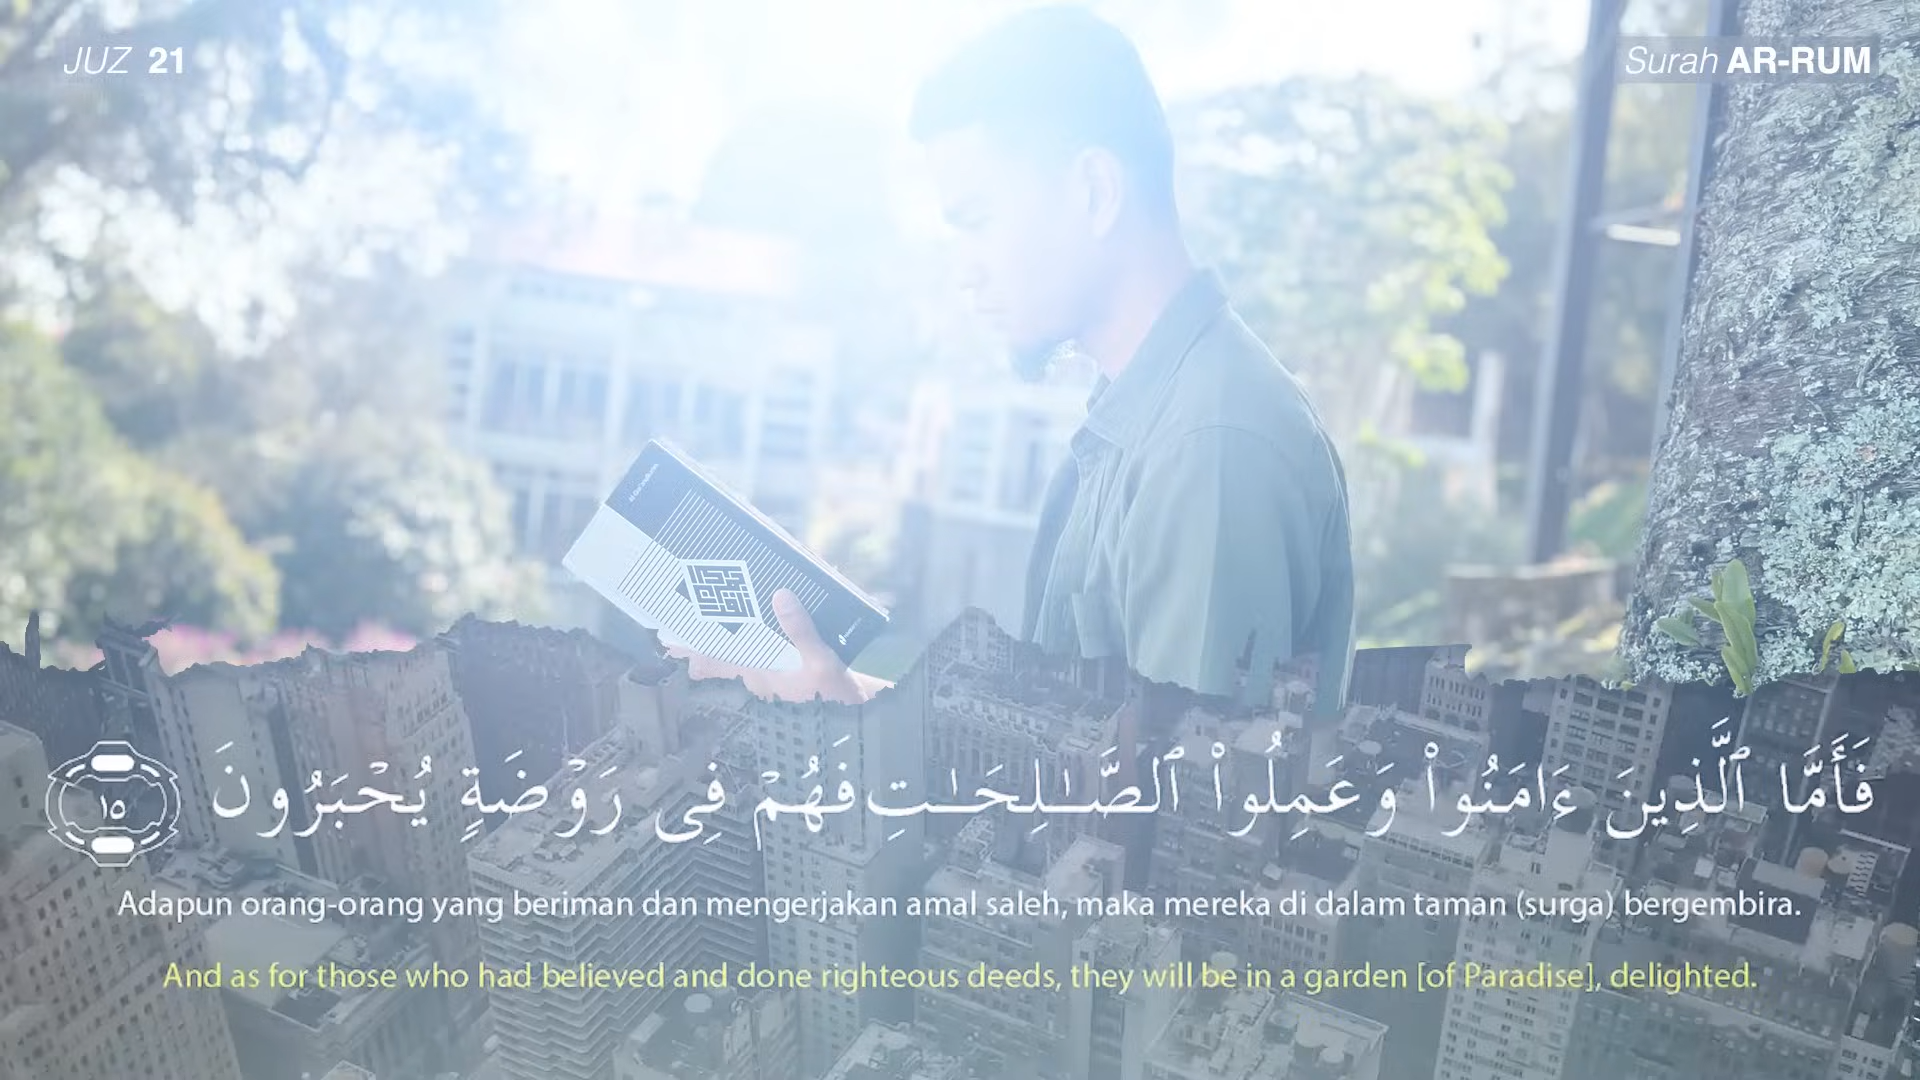 JUZ 21
Surah AR-RUM
فَأَمَّا ٱلَّذِينَ ءَامَنُوا۟ وَعَمِلُوا۟ ٱلصَّـٰلِحَـٰتِ فَهُمْ فِى رَوْضَةٍ يُحْبَرُونَ ١٥
Adapun orang-orang yang beriman dan mengerjakan amal saleh, maka mereka di dalam taman (surga) bergembira.
And as for those who had believed and done righteous deeds, they will be in a garden [of Paradise], delighted.